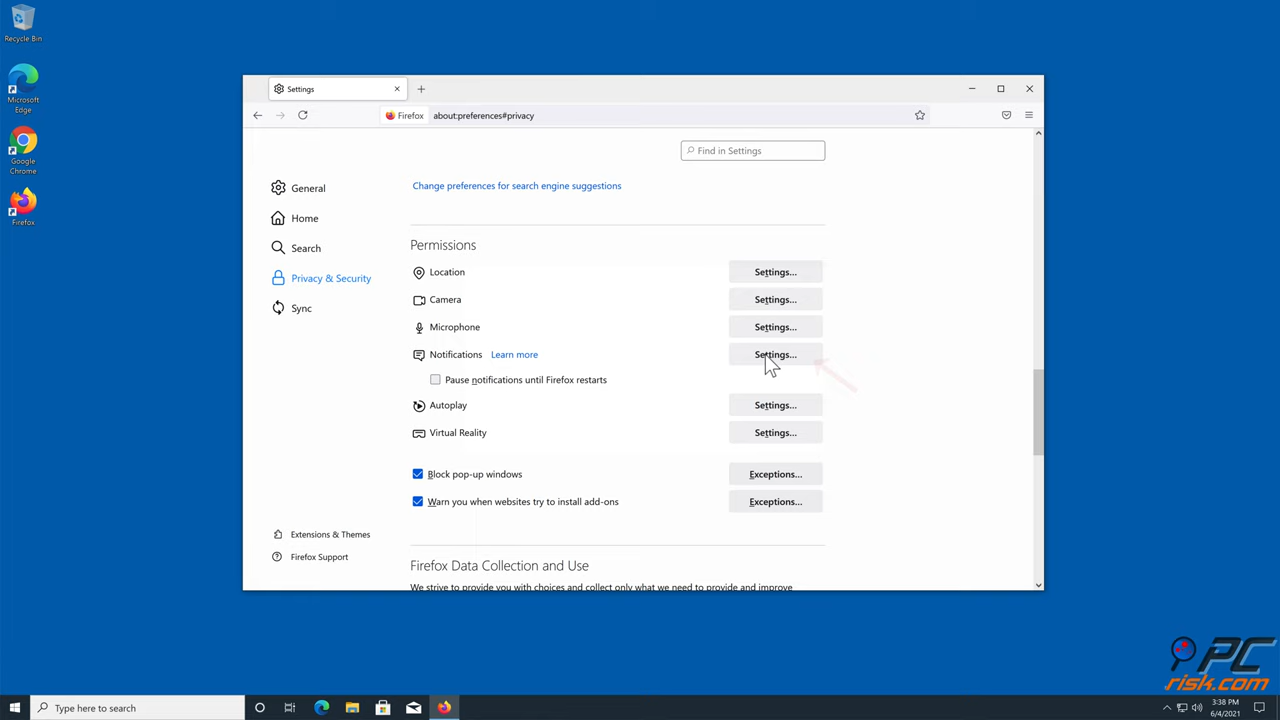 Recycle Bin
Microsoft
Edge
Google
Chrome
Firefox
Settings
Firefox
about:preferences#privacy
Find in Settings
General
Home
Search
Privacy & Security
Sync
Extensions & Themes
Firefox Support
Change preferences for search engine suggestions
Permissions
Location Settings...
Camera Settings...
Microphone Settings...
Notifications Learn more Settings...
Pause notifications until Firefox restarts
Autoplay Settings...
Virtual Reality Settings...
Block pop-up windows Exceptions...
Warn you when websites try to install add-ons Exceptions...
Firefox Data Collection and Use
We strive to provide you with choices and collect only what we need to provide and improve
PC
risk.com
Type here to search
3:38 PM
6/4/2021